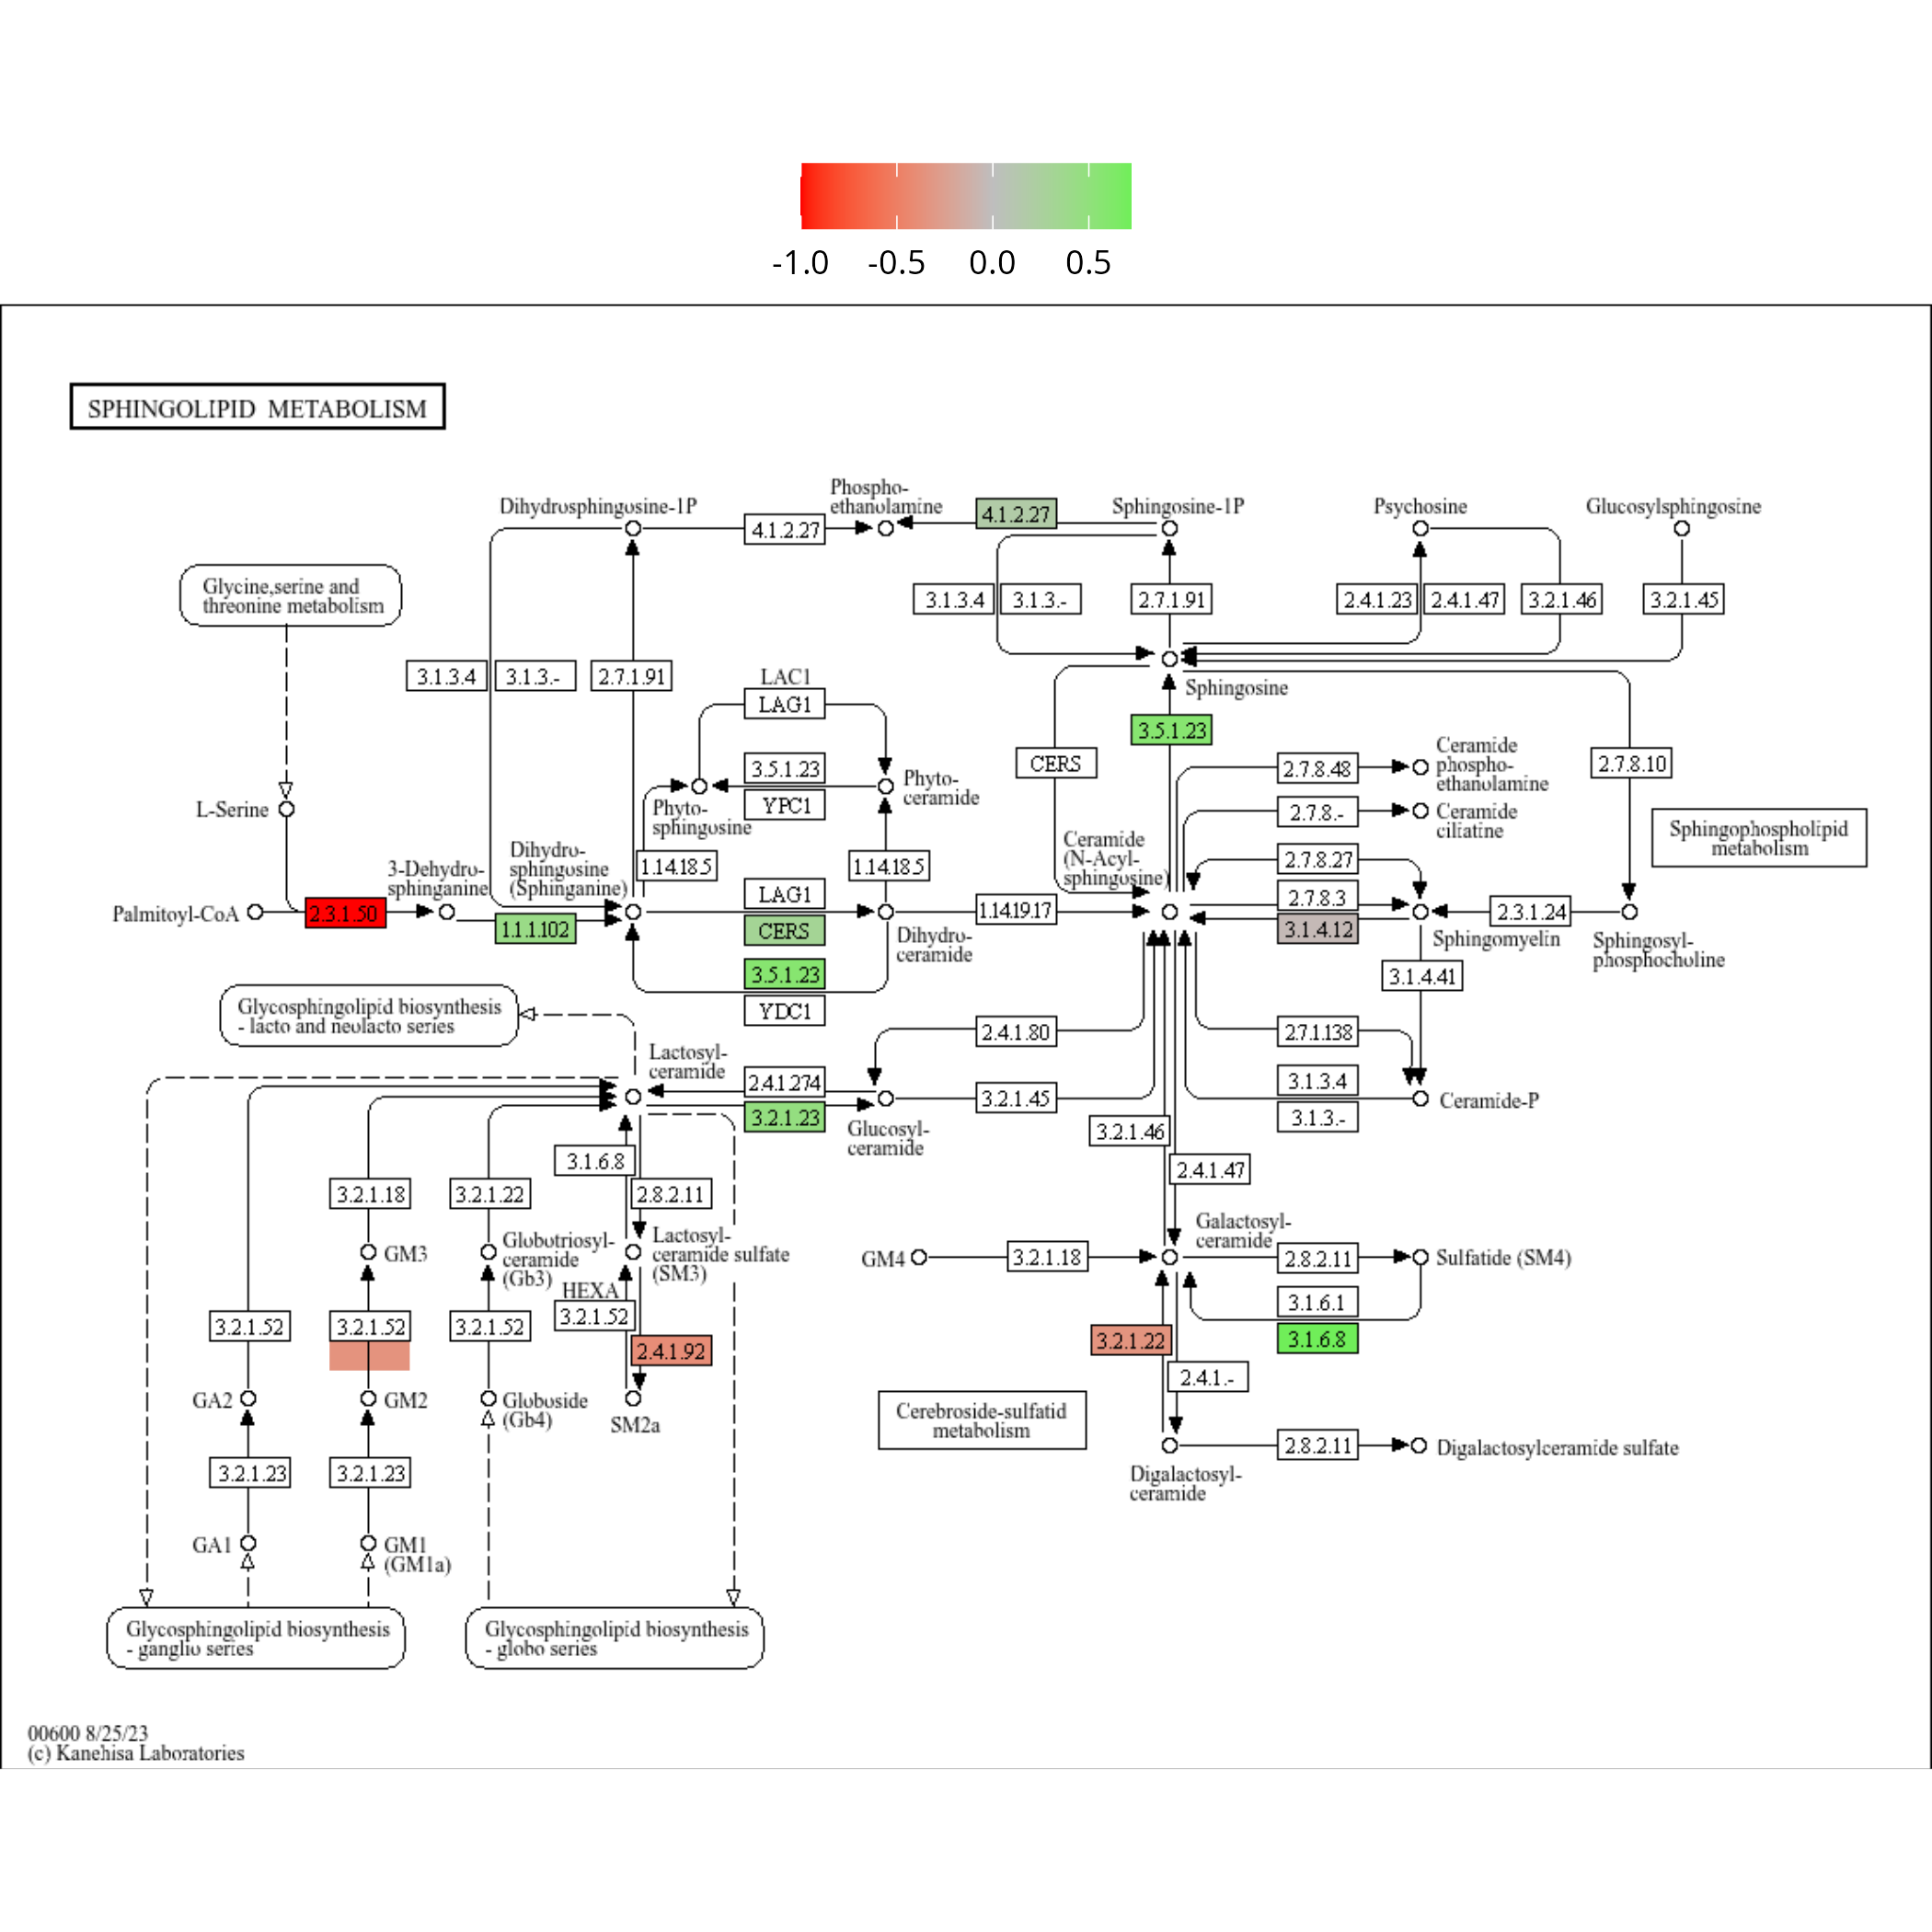 -1.0 -0.5 0.0 0.5
SPHINGOLIPID METABOLISM
Dihydrosphingosine-1P
Phospho-
ethanolamine
Sphingosine-1P
Psychosine
Glucosylsphingosine
4.1.2.27
4.1.2.27
Glycine,serine and
threonine metabolism
3.1.3.4
3.1.3.-
2.7.1.91
2.4.1.23
2.4.1.47
3.2.1.46
3.2.1.45
3.1.3.4
3.1.3.-
2.7.1.91
LAC1
LAG1
Sphingosine
3.5.1.23
CERS
2.7.8.10
3.5.1.23
YPC1
Phyto-
sphingosine
Phyto-
ceramide
2.7.8.48
Ceramide
phospho-
ethanolamine
2.7.8.-
Ceramide
ciliatine
L-Serine
Sphingophospholipid
metabolism
Ceramide
(N-Acyl-
sphingosine)
3-Dehydro-
sphinganine
Dihydro-
sphingosine
(Sphinganine)
1.14.18.5
1.14.18.5
2.7.8.27
2.7.8.3
3.1.4.12
Palmitoyl-CoA
2.3.1.50
1.1.1.102
LAG1
CERS
3.5.1.23
YDC1
Dihydro-
ceramide
1.14.19.17
Sphingomyelin
2.3.1.24
Sphingosyl-
phosphocholine
3.1.4.41
Glycosphingolipid biosynthesis
- lacto and neolacto series
2.4.1.80
2.7.1.138
Lactosyl-
ceramide
2.4.1.274
3.2.1.23
Glucosyl-
ceramide
3.2.1.45
3.1.3.4
3.1.3.-
Ceramide-P
3.2.1.46
2.4.1.47
3.1.6.8
2.8.2.11
3.2.1.18
3.2.1.22
GM3
Globotriosyl-
ceramide
(Gb3)
Lactosyl-
ceramide sulfate
(SM3)
GM4
3.2.1.18
Galactosyl-
ceramide
2.8.2.11
Sulfatide (SM4)
3.1.6.1
3.1.6.8
HEXA
3.2.1.52
3.2.1.52
3.2.1.52
3.2.1.52
2.4.1.92
3.2.1.22
2.4.1.-
GA2
GM2
Globoside
(Gb4)
SM2a
Cerebroside-sulfatid
metabolism
2.8.2.11
Digalactosylceramide sulfate
Digalactosyl-
ceramide
3.2.1.23
3.2.1.23
GA1
GM1
(GM1a)
Glycosphingolipid biosynthesis
- ganglio series
Glycosphingolipid biosynthesis
- globo series
00600 8/25/23
(c) Kanehisa Laboratories